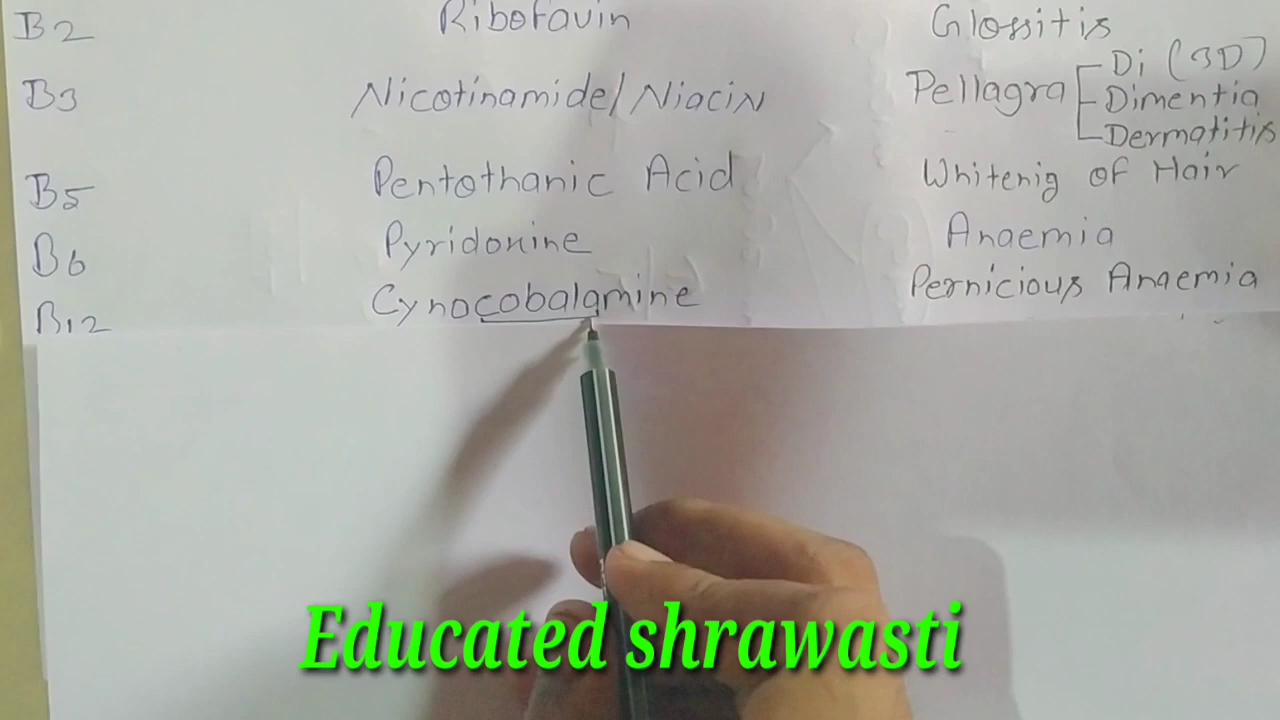 B2 Ribofavin Glossitis
B3 Nicotinamide/Niacin Pellagra Di (3D)
Dimentia
Dermatitis
B5 Pentothanic Acid Whitenig of Hair
B6 Pyridonine Anaemia
B12 Cynocobalamine Pernicious Anaemia
Educated shrawasti